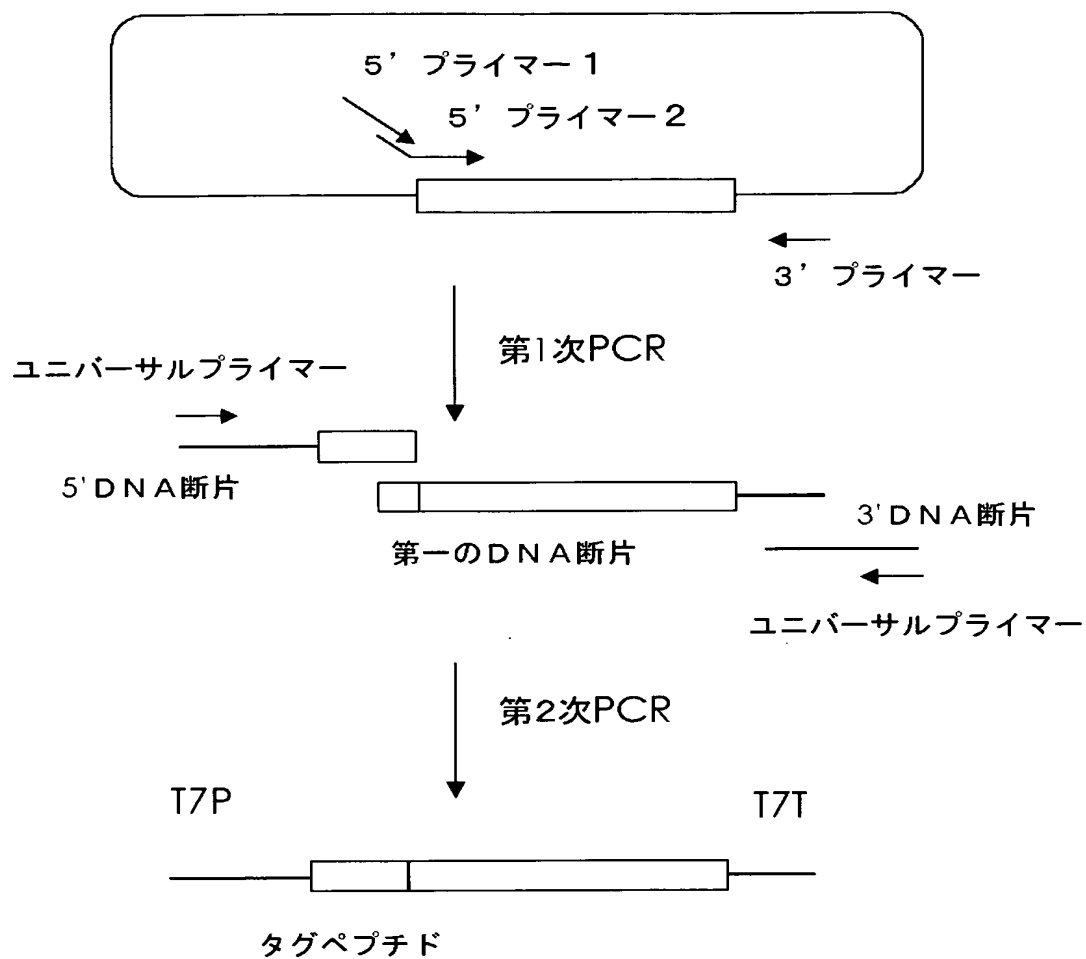 5’ プライマー1
5’ プライマー2
3’ プライマー
第1次PCR
ユニバーサルプライマー
5'DNA断片
3'DNA断片
第一のDNA断片
ユニバーサルプライマー
第2次PCR
T7P
T7T
タグペプチド